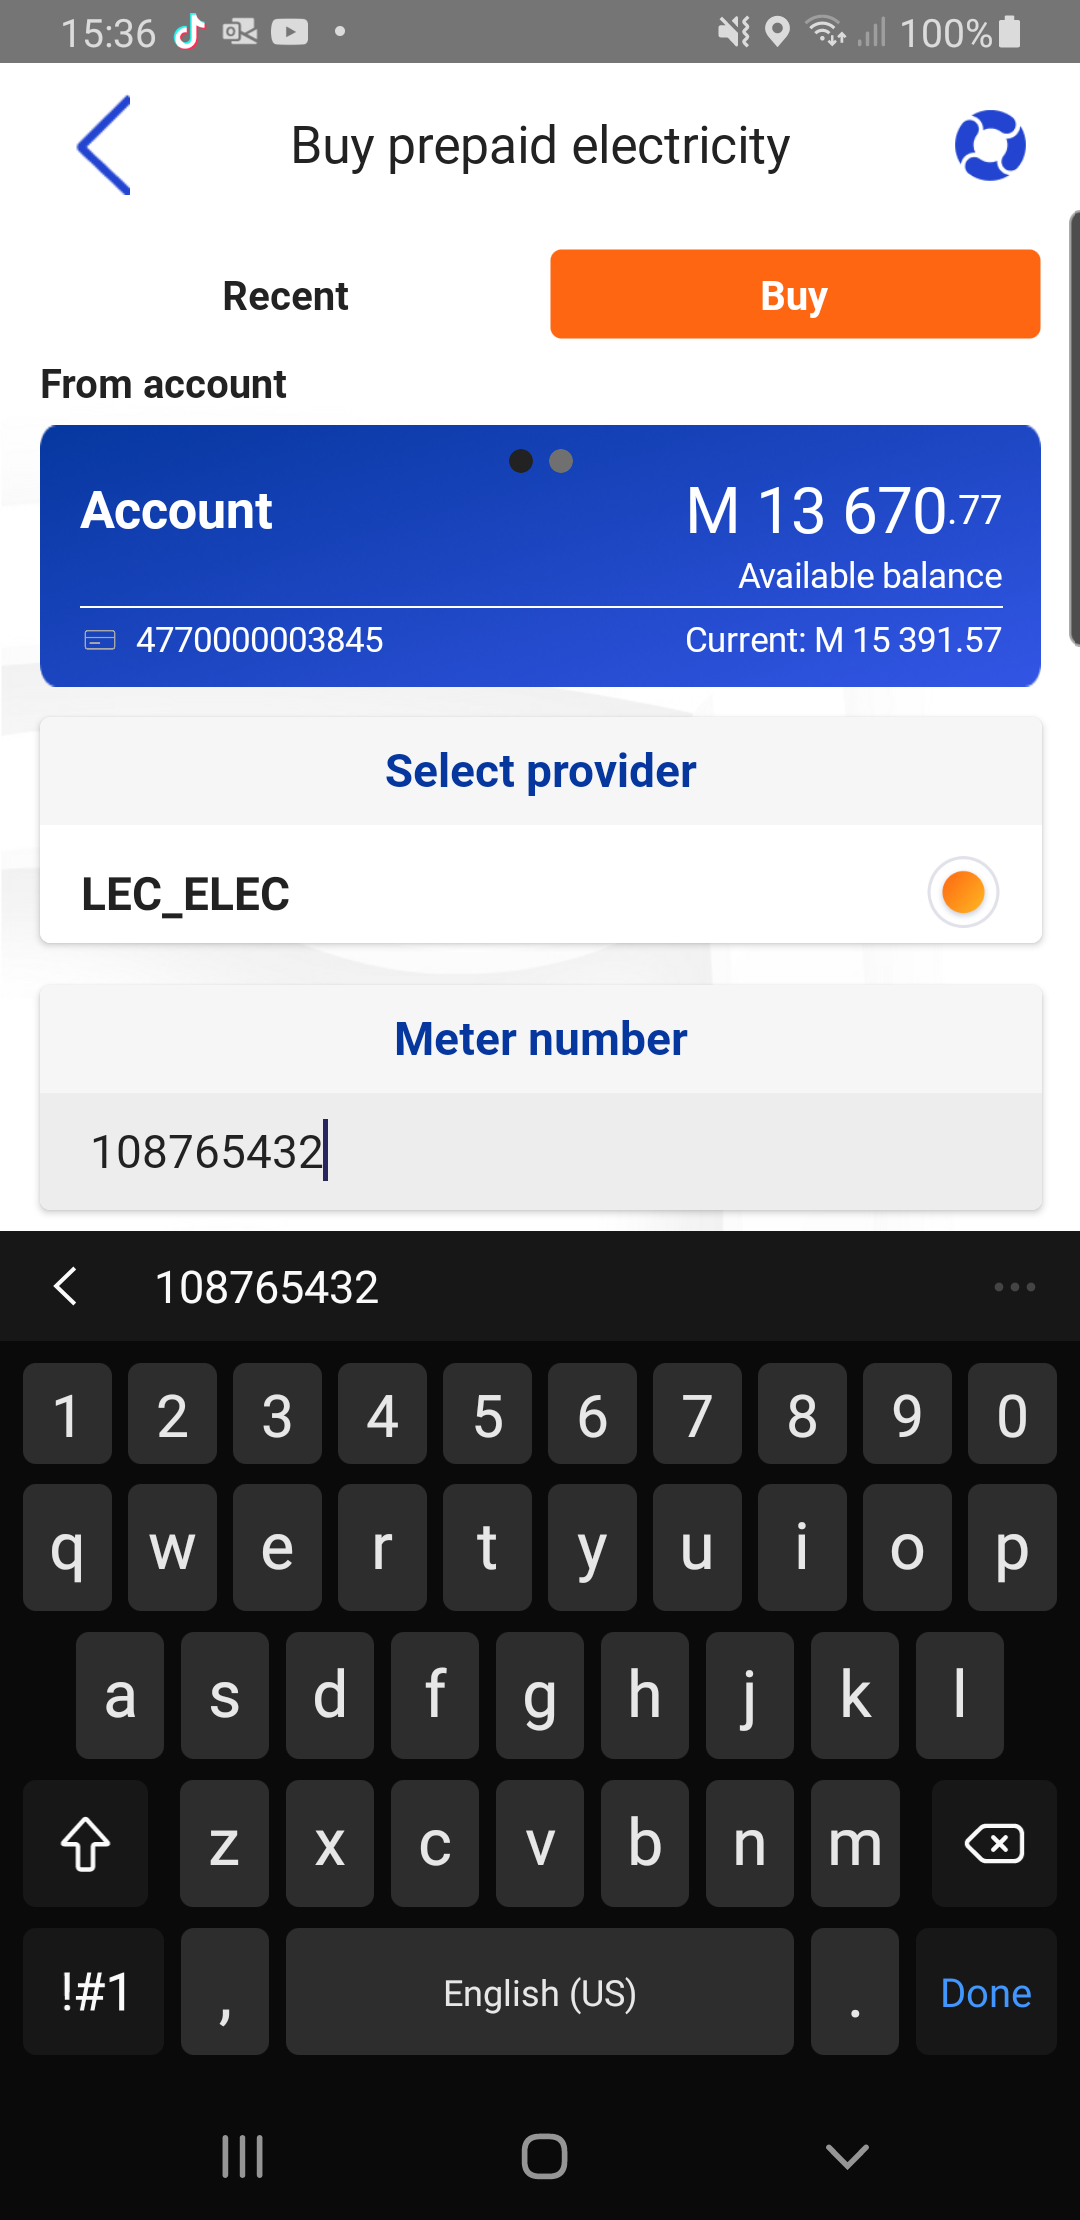 15:36 100%
Buy prepaid electricity
Recent Buy
From account
Account M 13 670.77
Available balance
4770000003845 Current: M 15 391.57
Select provider
LEC_ELEC
Meter number
108765432
108765432 ...
1 2 3 4 5 6 7 8 9 0
q w e r t y u i o p
a s d f g h j k l
z x c v b n m
!#1 , English (US) . Done